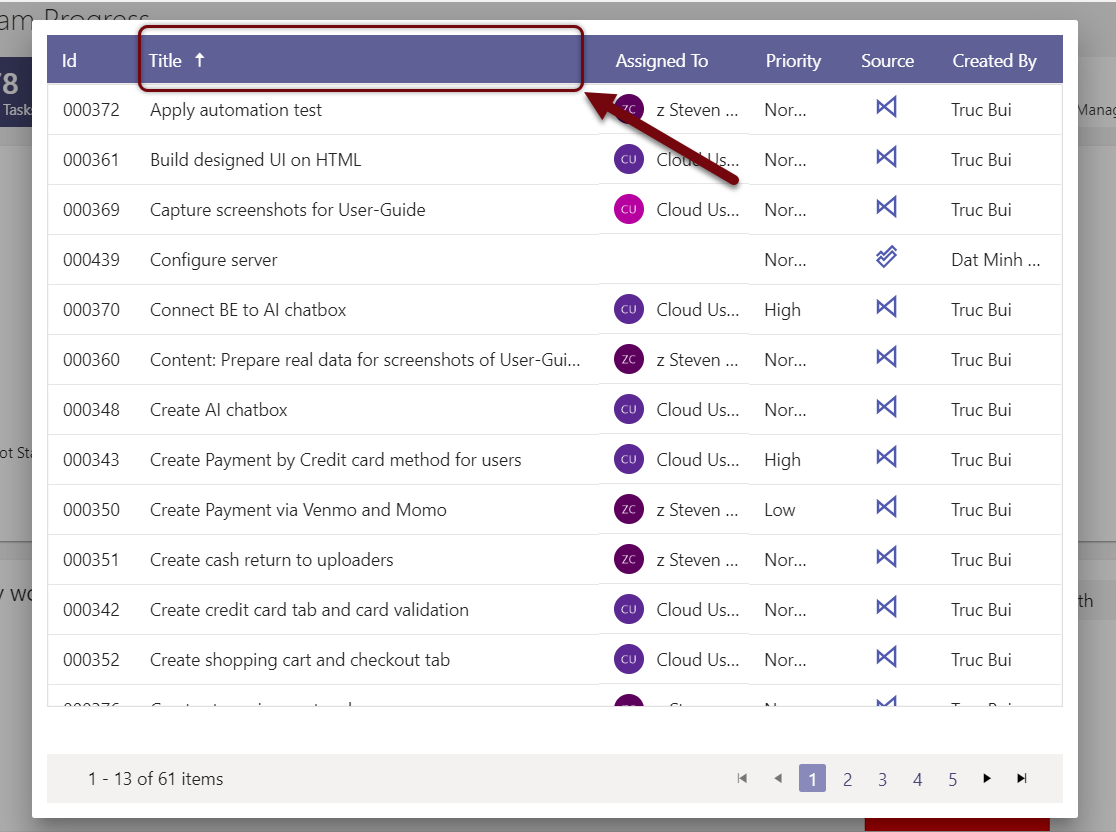 am Progress
78
Tasks
Manag
ot Sta
y wo
th
Id Title ↑ Assigned To Priority Source Created By
000372 Apply automation test ZC z Steven ... Nor... Truc Bui
000361 Build designed UI on HTML CU Cloud Us... Nor... Truc Bui
000369 Capture screenshots for User-Guide CU Cloud Us... Nor... Truc Bui
000439 Configure server Nor... Dat Minh ...
000370 Connect BE to AI chatbox CU Cloud Us... High Truc Bui
000360 Content: Prepare real data for screenshots of User-Gui... ZC z Steven ... Nor... Truc Bui
000348 Create AI chatbox CU Cloud Us... Nor... Truc Bui
000343 Create Payment by Credit card method for users CU Cloud Us... High Truc Bui
000350 Create Payment via Venmo and Momo ZC z Steven ... Low Truc Bui
000351 Create cash return to uploaders ZC z Steven ... Nor... Truc Bui
000342 Create credit card tab and card validation CU Cloud Us... Nor... Truc Bui
000352 Create shopping cart and checkout tab CU Cloud Us... Nor... Truc Bui
1 - 13 of 61 items 1 2 3 4 5